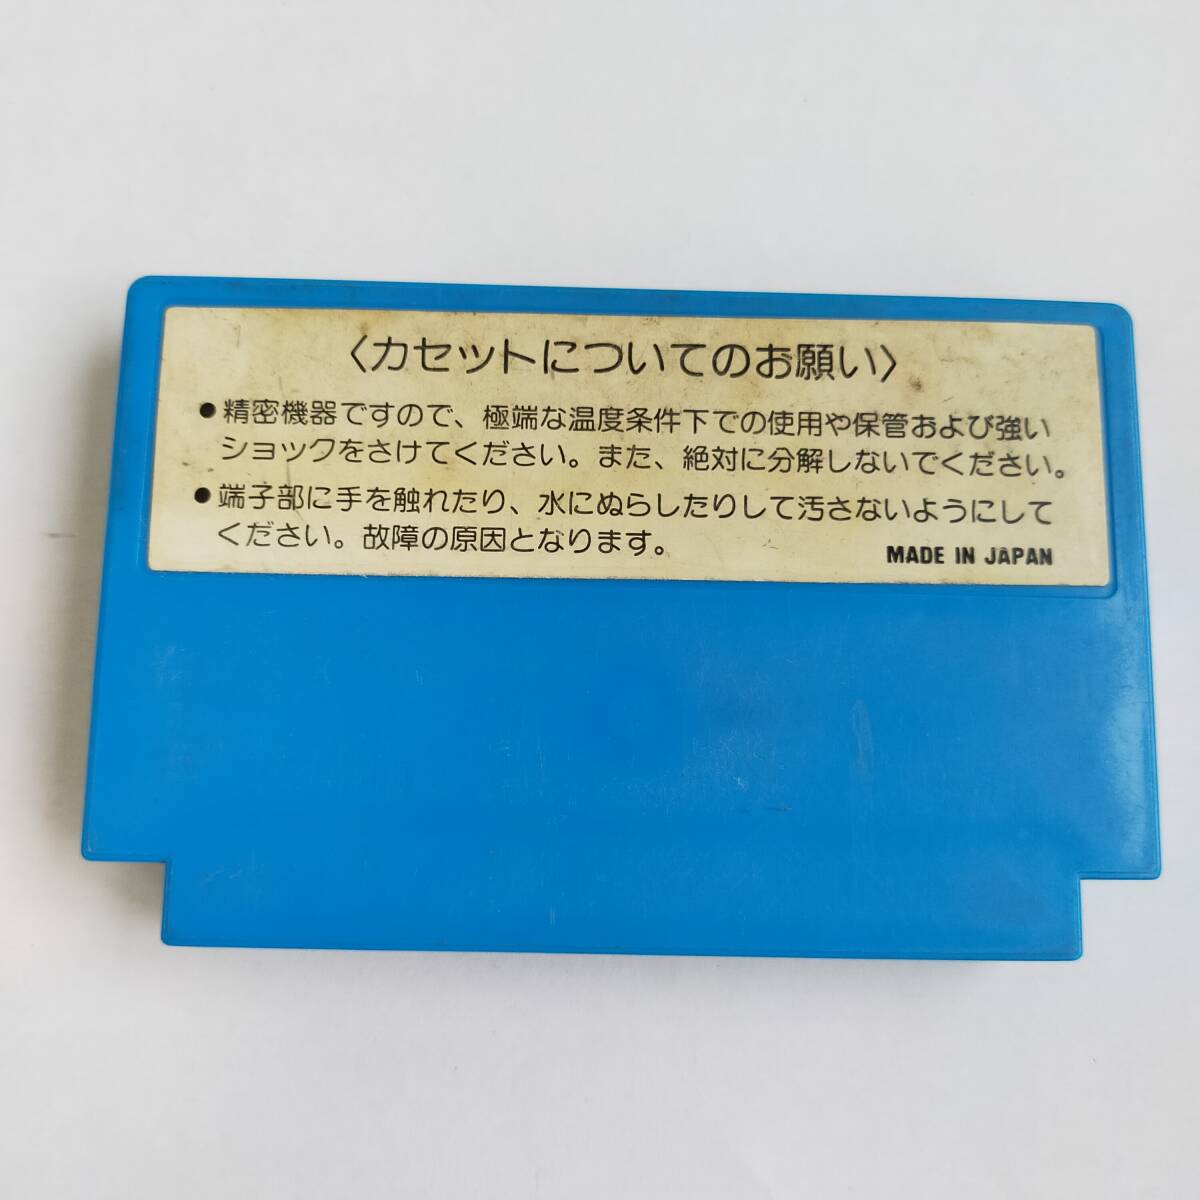 〈カセットについてのお願い〉
●精密機器ですので、極端な温度条件下での使用や保管および強い
ショックをさけてください。また、絶対に分解しないでください。
●端子部に手を触れたり、水にぬらしたりして汚さないようにして
ください。故障の原因となります。
MADE IN JAPAN